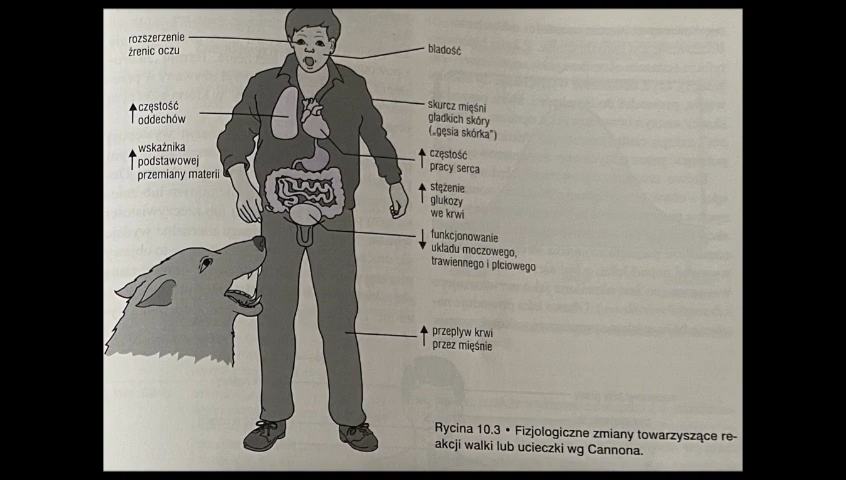 rozszerzenie
źrenic oczu
bladość
↑ częstość
oddechów
skurcz mięśni
gładkich skóry
(„gęsia skórka")
↑ wskaźnika
podstawowej
przemiany materii
↑ częstość
pracy serca
↑ stężenie
glukozy
we krwi
↓ funkcjonowanie
układu moczowego,
trawiennego i płciowego
↑ przepływ krwi
przez mięśnie
Rycina 10.3 • Fizjologiczne zmiany towarzyszące re-
akcji walki lub ucieczki wg Cannona.